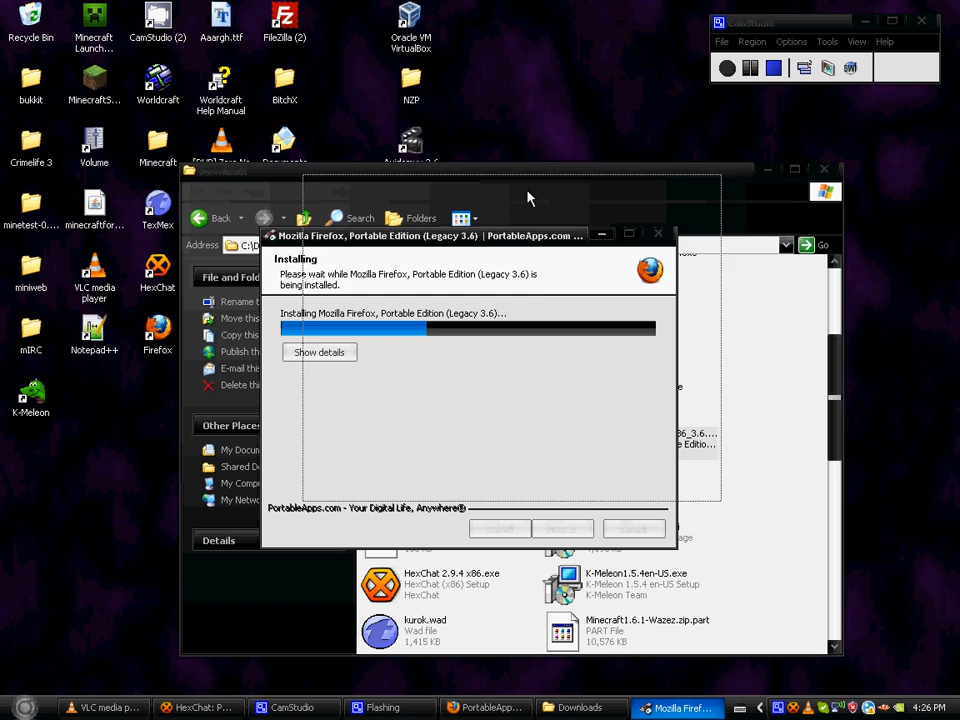 Recycle Bin
Minecraft
Launch...
CamStudio (2)
Aaargh.ttf
FileZilla (2)
Oracle VM
VirtualBox
bukkit
MinecraftS...
Worldcraft
Worldcraft
Help Manual
BitchX
NZP
Crimelife 3
Volume
Minecraft
minetest-0...
minecraftfor...
TexMex
miniweb
VLC media
player
HexChat
mIRC
Notepad++
Firefox
K-Meleon
CamStudio
File Region Options Tools View Help
Back
Search
Folders
Address
C:\D
Go
File and Fold
Rename t
Move this
Copy this
Publish th
E-mail this
Delete this
Other Places
My Docum
Shared D
My Compu
My Netwo
Details
Mozilla Firefox, Portable Edition (Legacy 3.6) | PortableApps.com ...
Installing
Please wait while Mozilla Firefox, Portable Edition (Legacy 3.6) is
being installed.
Installing Mozilla Firefox, Portable Edition (Legacy 3.6)...
Show details
PortableApps.com - Your Digital Life, Anywhere®
86_3.6....
e Editio...
HexChat 2.9.4 x86.exe
HexChat (x86) Setup
HexChat
K-Meleon1.5.4en-US.exe
K-Meleon 1.5.4en-US Setup
K-Meleon Team
kurok.wad
Wad file
1,415 KB
Minecraft1.6.1-Wazez.zip.part
PART File
10,576 KB
VLC media p...
HexChat: P...
CamStudio
Flashing
PortableApp...
Downloads
Mozilla Firef...
4:26 PM